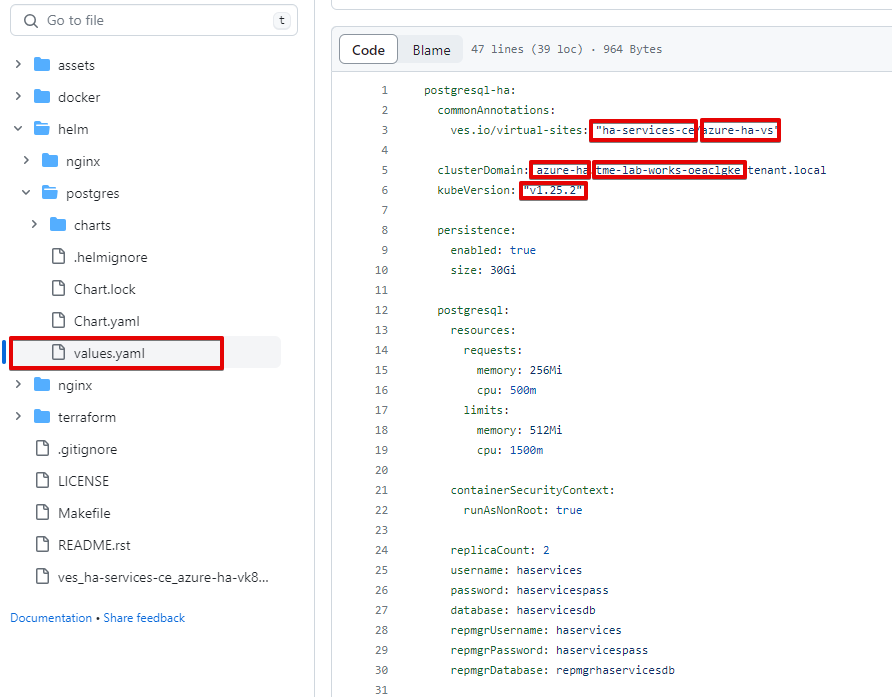 Go to file
t
assets
docker
helm
nginx
postgres
charts
.helmignore
Chart.lock
Chart.yaml
values.yaml
nginx
terraform
.gitignore
LICENSE
Makefile
README.rst
ves_ha-services-ce_azure-ha-vk8...
Documentation • Share feedback
Code Blame 47 lines (39 loc) · 964 Bytes
1 postgresql-ha:
2 commonAnnotations:
3 ves.io/virtual-sites: "ha-services-ce/azure-ha-vs"
4
5 clusterDomain: azure-ha.tme-lab-works-oeaclgke.tenant.local
6 kubeVersion: "v1.25.2"
7
8 persistence:
9 enabled: true
10 size: 30Gi
11
12 postgresql:
13 resources:
14 requests:
15 memory: 256Mi
16 cpu: 500m
17 limits:
18 memory: 512Mi
19 cpu: 1500m
20
21 containerSecurityContext:
22 runAsNonRoot: true
23
24 replicaCount: 2
25 username: haservices
26 password: haservicespass
27 database: haservicesdb
28 repmgrUsername: haservices
29 repmgrPassword: haservicespass
30 repmgrDatabase: repmgrhaservicesdb
31